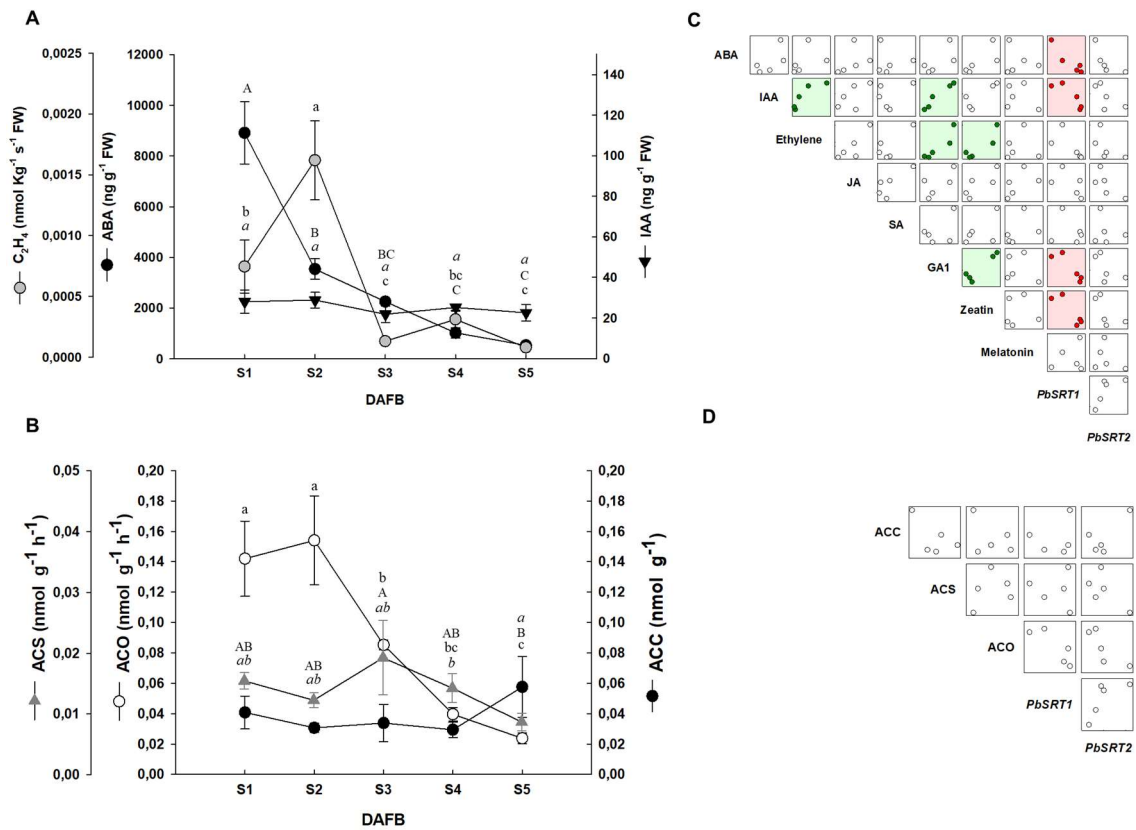 A
C₂H₄ (nmol Kg⁻¹ s⁻¹ FW)
0,0025
0,0020
0,0015
0,0010
0,0005
0,0000
ABA (ng g⁻¹ FW)
12000
10000
8000
6000
4000
2000
0
A
b
a
a
B
a
BC
a
c
a
bc
C
a
C
c
140
120
100
80
60
40
20
0
IAA (ng g⁻¹ FW)
S1 S2 S3 S4 S5
DAFB
B
ACS (nmol g⁻¹ h⁻¹)
0,05
0,04
0,03
0,02
0,01
0,00
ACO (nmol g⁻¹ h⁻¹)
0,20
0,18
0,16
0,14
0,12
0,10
0,08
0,06
0,04
0,02
0,00
a
AB
ab
a
AB
ab
b
A
ab
AB
bc
b
a
B
c
0,20
0,18
0,16
0,14
0,12
0,10
0,08
0,06
0,04
0,02
0,00
ACC (nmol g⁻¹)
S1 S2 S3 S4 S5
DAFB
C
ABA
IAA
Ethylene
JA
SA
GA1
Zeatin
Melatonin
PbSRT1
PbSRT2
D
ACC
ACS
ACO
PbSRT1
PbSRT2